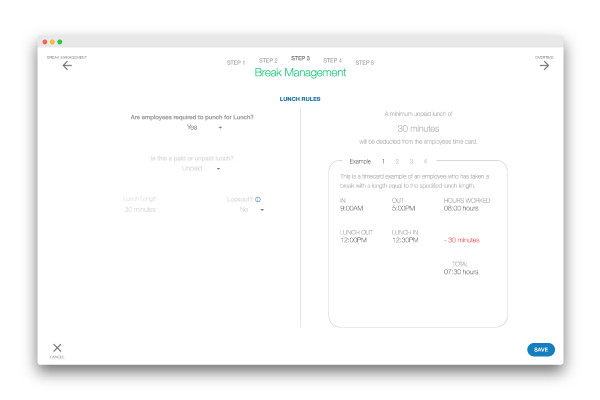 BREAK MANAGEMENT
STEP 1 STEP 2 STEP 3 STEP 4 STEP 5
OVERTIME
Break Management
LUNCH RULES
Are employees required to punch for Lunch?
Yes
Is this a paid or unpaid lunch?
Unpaid
Lunch Length
30 minutes
Lockout?
No
A minimum unpaid lunch of
30 minutes
will be deducted from the employees time card.
Example 1 2 3 4
This is a timecard example of an employee who has taken a
break with a length equal to the specified lunch length.
IN OUT HOURS WORKED
9:00AM 5:00PM 08:00 hours
LUNCH OUT LUNCH IN
12:00PM 12:30PM - 30 minutes
TOTAL
07:30 hours
CANCEL
SAVE